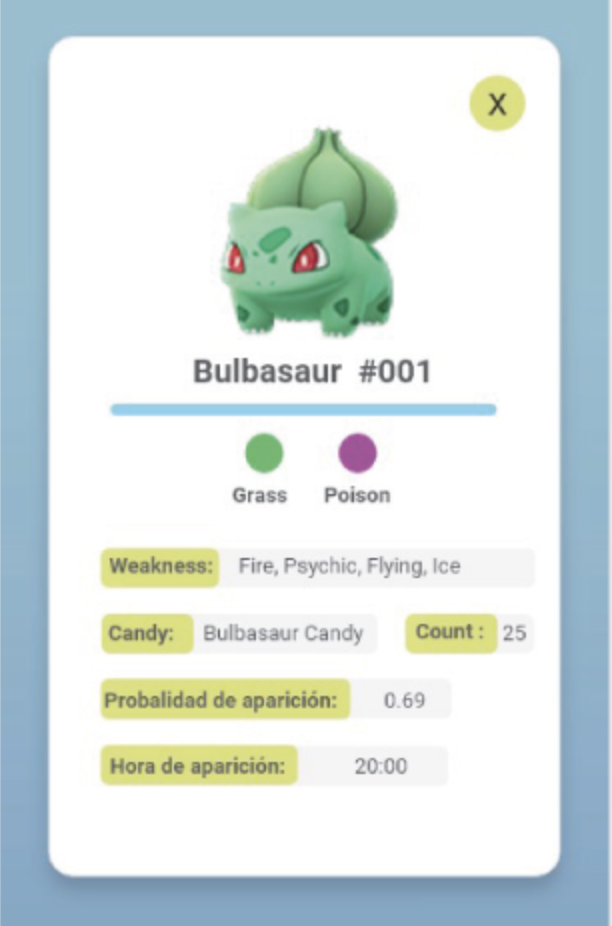 X
Bulbasaur #001
Grass Poison
Weakness: Fire, Psychic, Flying, Ice
Candy: Bulbasaur Candy Count : 25
Probalidad de aparición: 0.69
Hora de aparición: 20:00